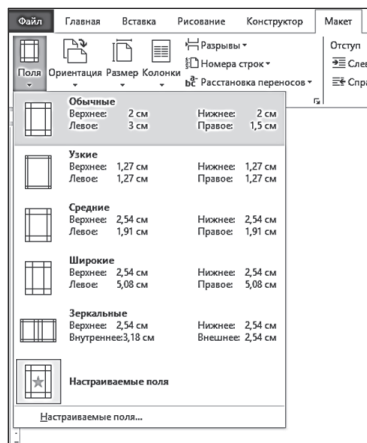 Файл Главная Вставка Рисование Конструктор Макет
Разрывы Отступ
Номера строк
Поля Ориентация Размер Колонки
Расстановка переносов
Обычные
Верхнее: 2 см Нижнее: 2 см
Левое: 3 см Правое: 1,5 см
Узкие
Верхнее: 1,27 см Нижнее: 1,27 см
Левое: 1,27 см Правое: 1,27 см
Средние
Верхнее: 2,54 см Нижнее: 2,54 см
Левое: 1,91 см Правое: 1,91 см
Широкие
Верхнее: 2,54 см Нижнее: 2,54 см
Левое: 5,08 см Правое: 5,08 см
Зеркальные
Верхнее: 2,54 см Нижнее: 2,54 см
Внутреннее:3,18 см Внешнее: 2,54 см
Настраиваемые поля
Настраиваемые поля...